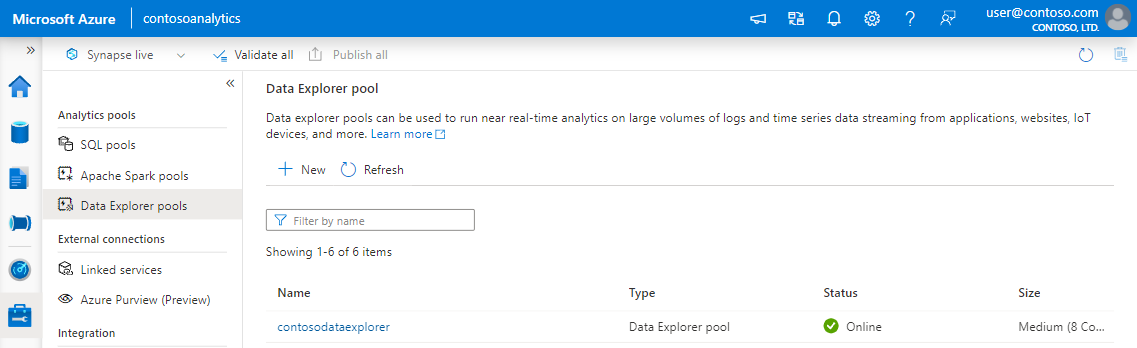 Microsoft Azure contosoanalytics user@contoso.com
CONTOSO, LTD.
Synapse live Validate all Publish all
Analytics pools
SQL pools
Apache Spark pools
Data Explorer pools
External connections
Linked services
Azure Purview (Preview)
Integration
Data Explorer pool
Data explorer pools can be used to run near real-time analytics on large volumes of logs and time series data streaming from applications, websites, IoT
devices, and more. Learn more
New Refresh
Filter by name
Showing 1-6 of 6 items
Name Type Status Size
contosodataexplorer Data Explorer pool Online Medium (8 Co...